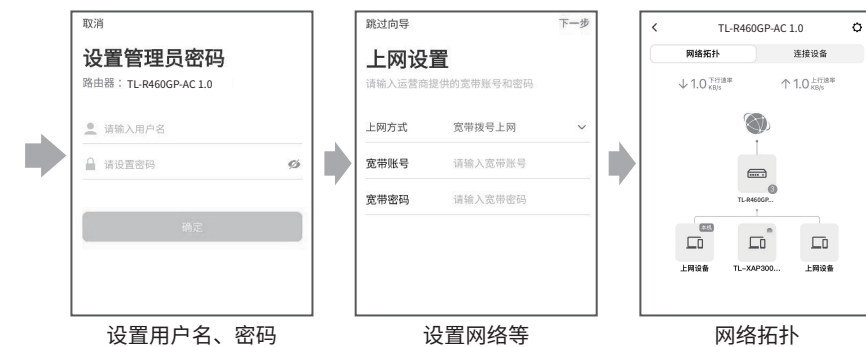 取消
设置管理员密码
路由器： TL-R460GP-AC 1.0
请输入用户名
请设置密码
确定
设置用户名、密码
跳过向导 下一步
上网设置
请输入运营商提供的宽带账号和密码
上网方式 宽带拨号上网
宽带账号 请输入宽带账号
宽带密码 请输入宽带密码
设置网络等
TL-R460GP-AC 1.0
网络拓扑 连接设备
1.0 下行速率 KB/s 1.0 上行速率 KB/s
3
TL-R460GP...
本机
上网设备 TL-XAP300... 上网设备
网络拓扑